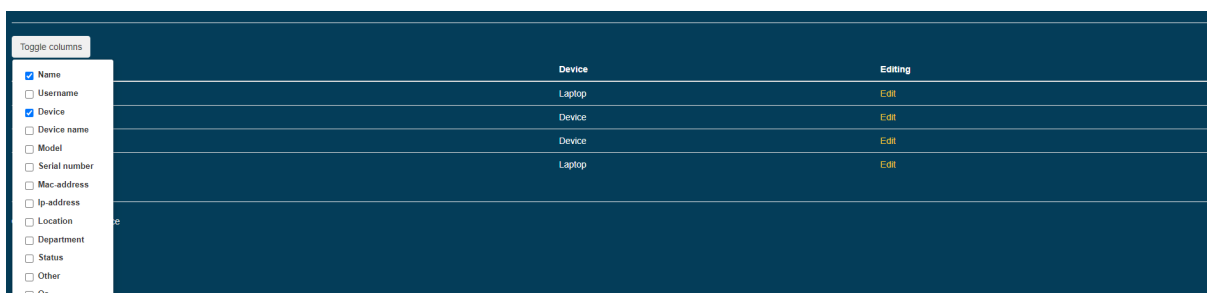 Toggle columns
Name
Device Editing
Username
Laptop Edit
Device
Device Edit
Device name
Model
Device Edit
Serial number
Laptop Edit
Mac-address
Ip-address
Location
Department
Status
Other